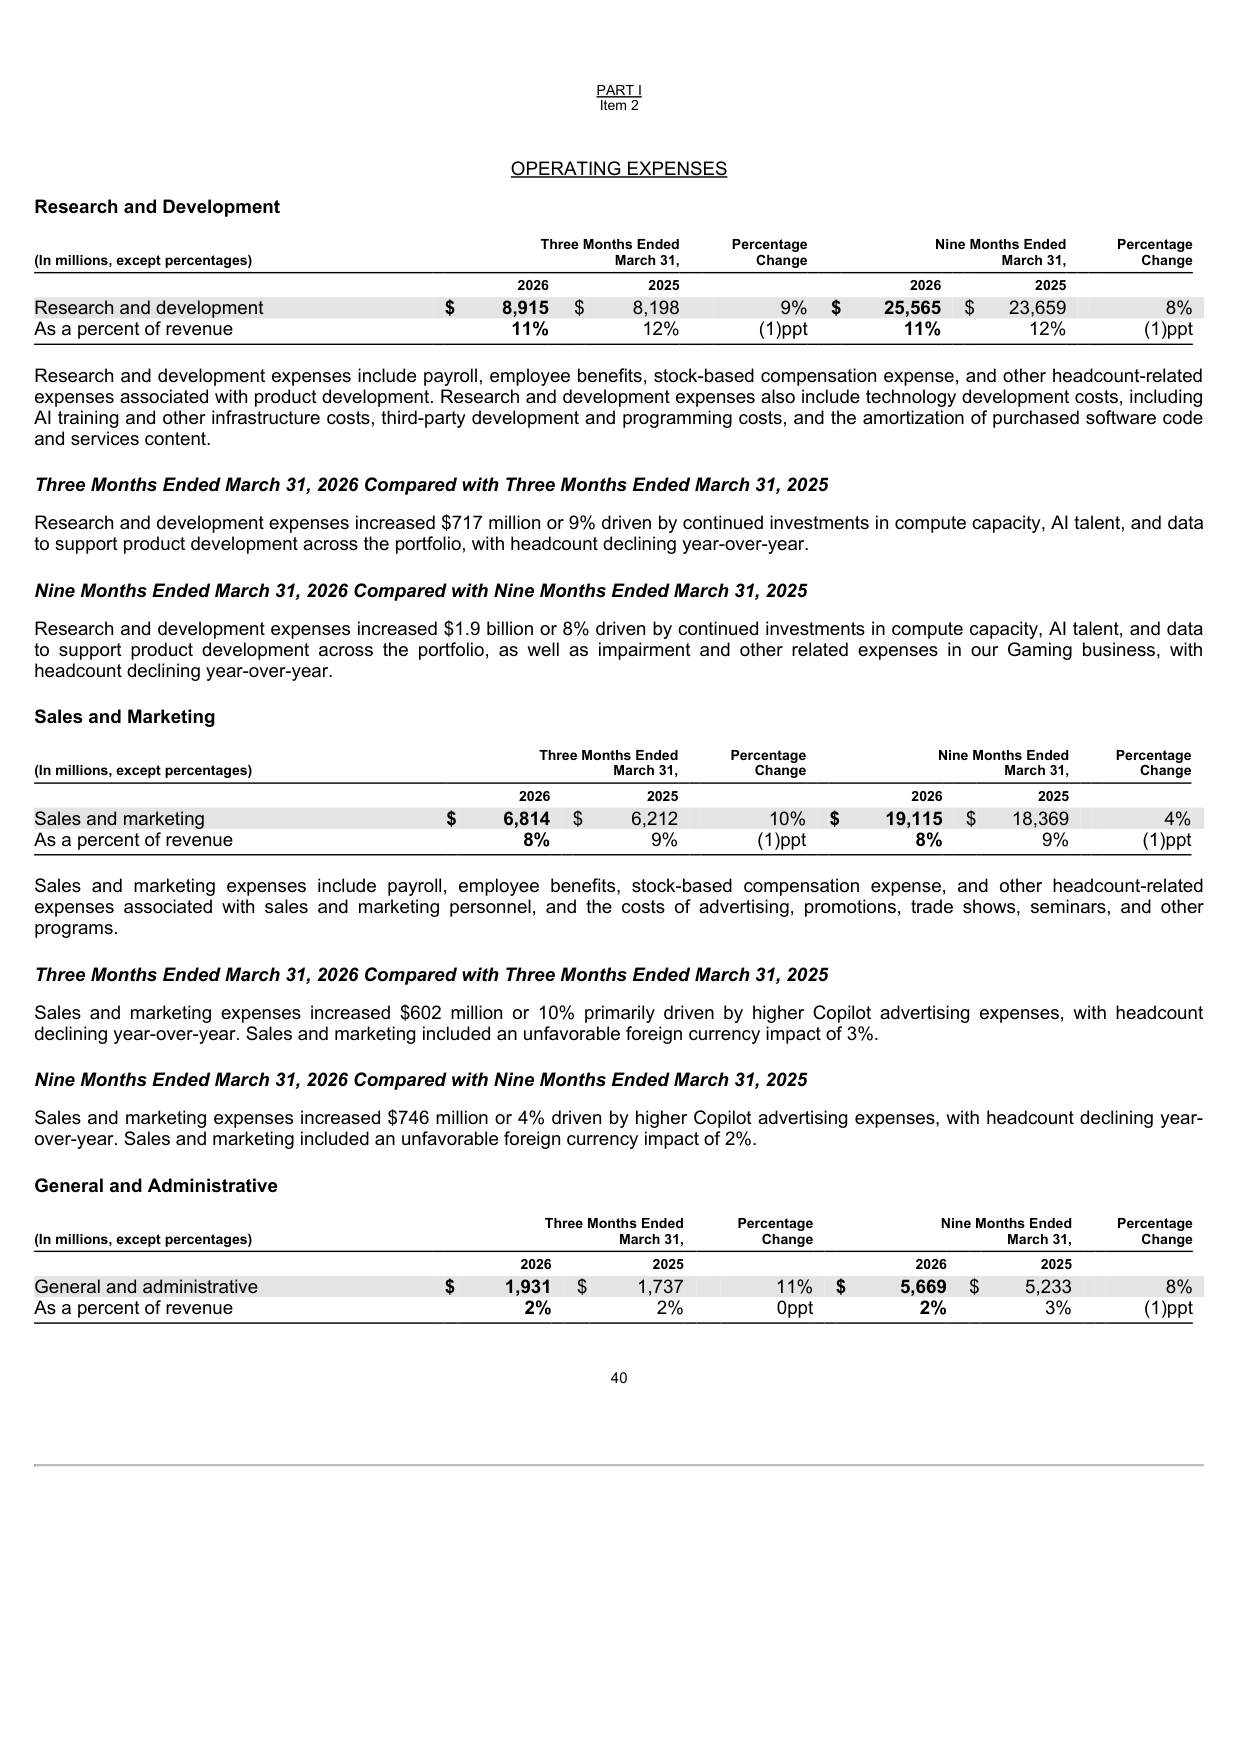 PART I
Item 2
OPERATING EXPENSES
Research and Development
(In millions, except percentages) Three Months Ended March 31, Percentage Change Nine Months Ended March 31, Percentage Change
2026 2025 2026 2025
Research and development $ 8,915 $ 8,198 9% $ 25,565 $ 23,659 8%
As a percent of revenue 11% 12% (1)ppt 11% 12% (1)ppt
Research and development expenses include payroll, employee benefits, stock-based compensation expense, and other headcount-related
expenses associated with product development. Research and development expenses also include technology development costs, including
AI training and other infrastructure costs, third-party development and programming costs, and the amortization of purchased software code
and services content.
Three Months Ended March 31, 2026 Compared with Three Months Ended March 31, 2025
Research and development expenses increased $717 million or 9% driven by continued investments in compute capacity, AI talent, and data
to support product development across the portfolio, with headcount declining year-over-year.
Nine Months Ended March 31, 2026 Compared with Nine Months Ended March 31, 2025
Research and development expenses increased $1.9 billion or 8% driven by continued investments in compute capacity, AI talent, and data
to support product development across the portfolio, as well as impairment and other related expenses in our Gaming business, with
headcount declining year-over-year.
Sales and Marketing
(In millions, except percentages) Three Months Ended March 31, Percentage Change Nine Months Ended March 31, Percentage Change
2026 2025 2026 2025
Sales and marketing $ 6,814 $ 6,212 10% $ 19,115 $ 18,369 4%
As a percent of revenue 8% 9% (1)ppt 8% 9% (1)ppt
Sales and marketing expenses include payroll, employee benefits, stock-based compensation expense, and other headcount-related
expenses associated with sales and marketing personnel, and the costs of advertising, promotions, trade shows, seminars, and other
programs.
Three Months Ended March 31, 2026 Compared with Three Months Ended March 31, 2025
Sales and marketing expenses increased $602 million or 10% primarily driven by higher Copilot advertising expenses, with headcount
declining year-over-year. Sales and marketing included an unfavorable foreign currency impact of 3%.
Nine Months Ended March 31, 2026 Compared with Nine Months Ended March 31, 2025
Sales and marketing expenses increased $746 million or 4% driven by higher Copilot advertising expenses, with headcount declining year-
over-year. Sales and marketing included an unfavorable foreign currency impact of 2%.
General and Administrative
(In millions, except percentages) Three Months Ended March 31, Percentage Change Nine Months Ended March 31, Percentage Change
2026 2025 2026 2025
General and administrative $ 1,931 $ 1,737 11% $ 5,669 $ 5,233 8%
As a percent of revenue 2% 2% 0ppt 2% 3% (1)ppt
40